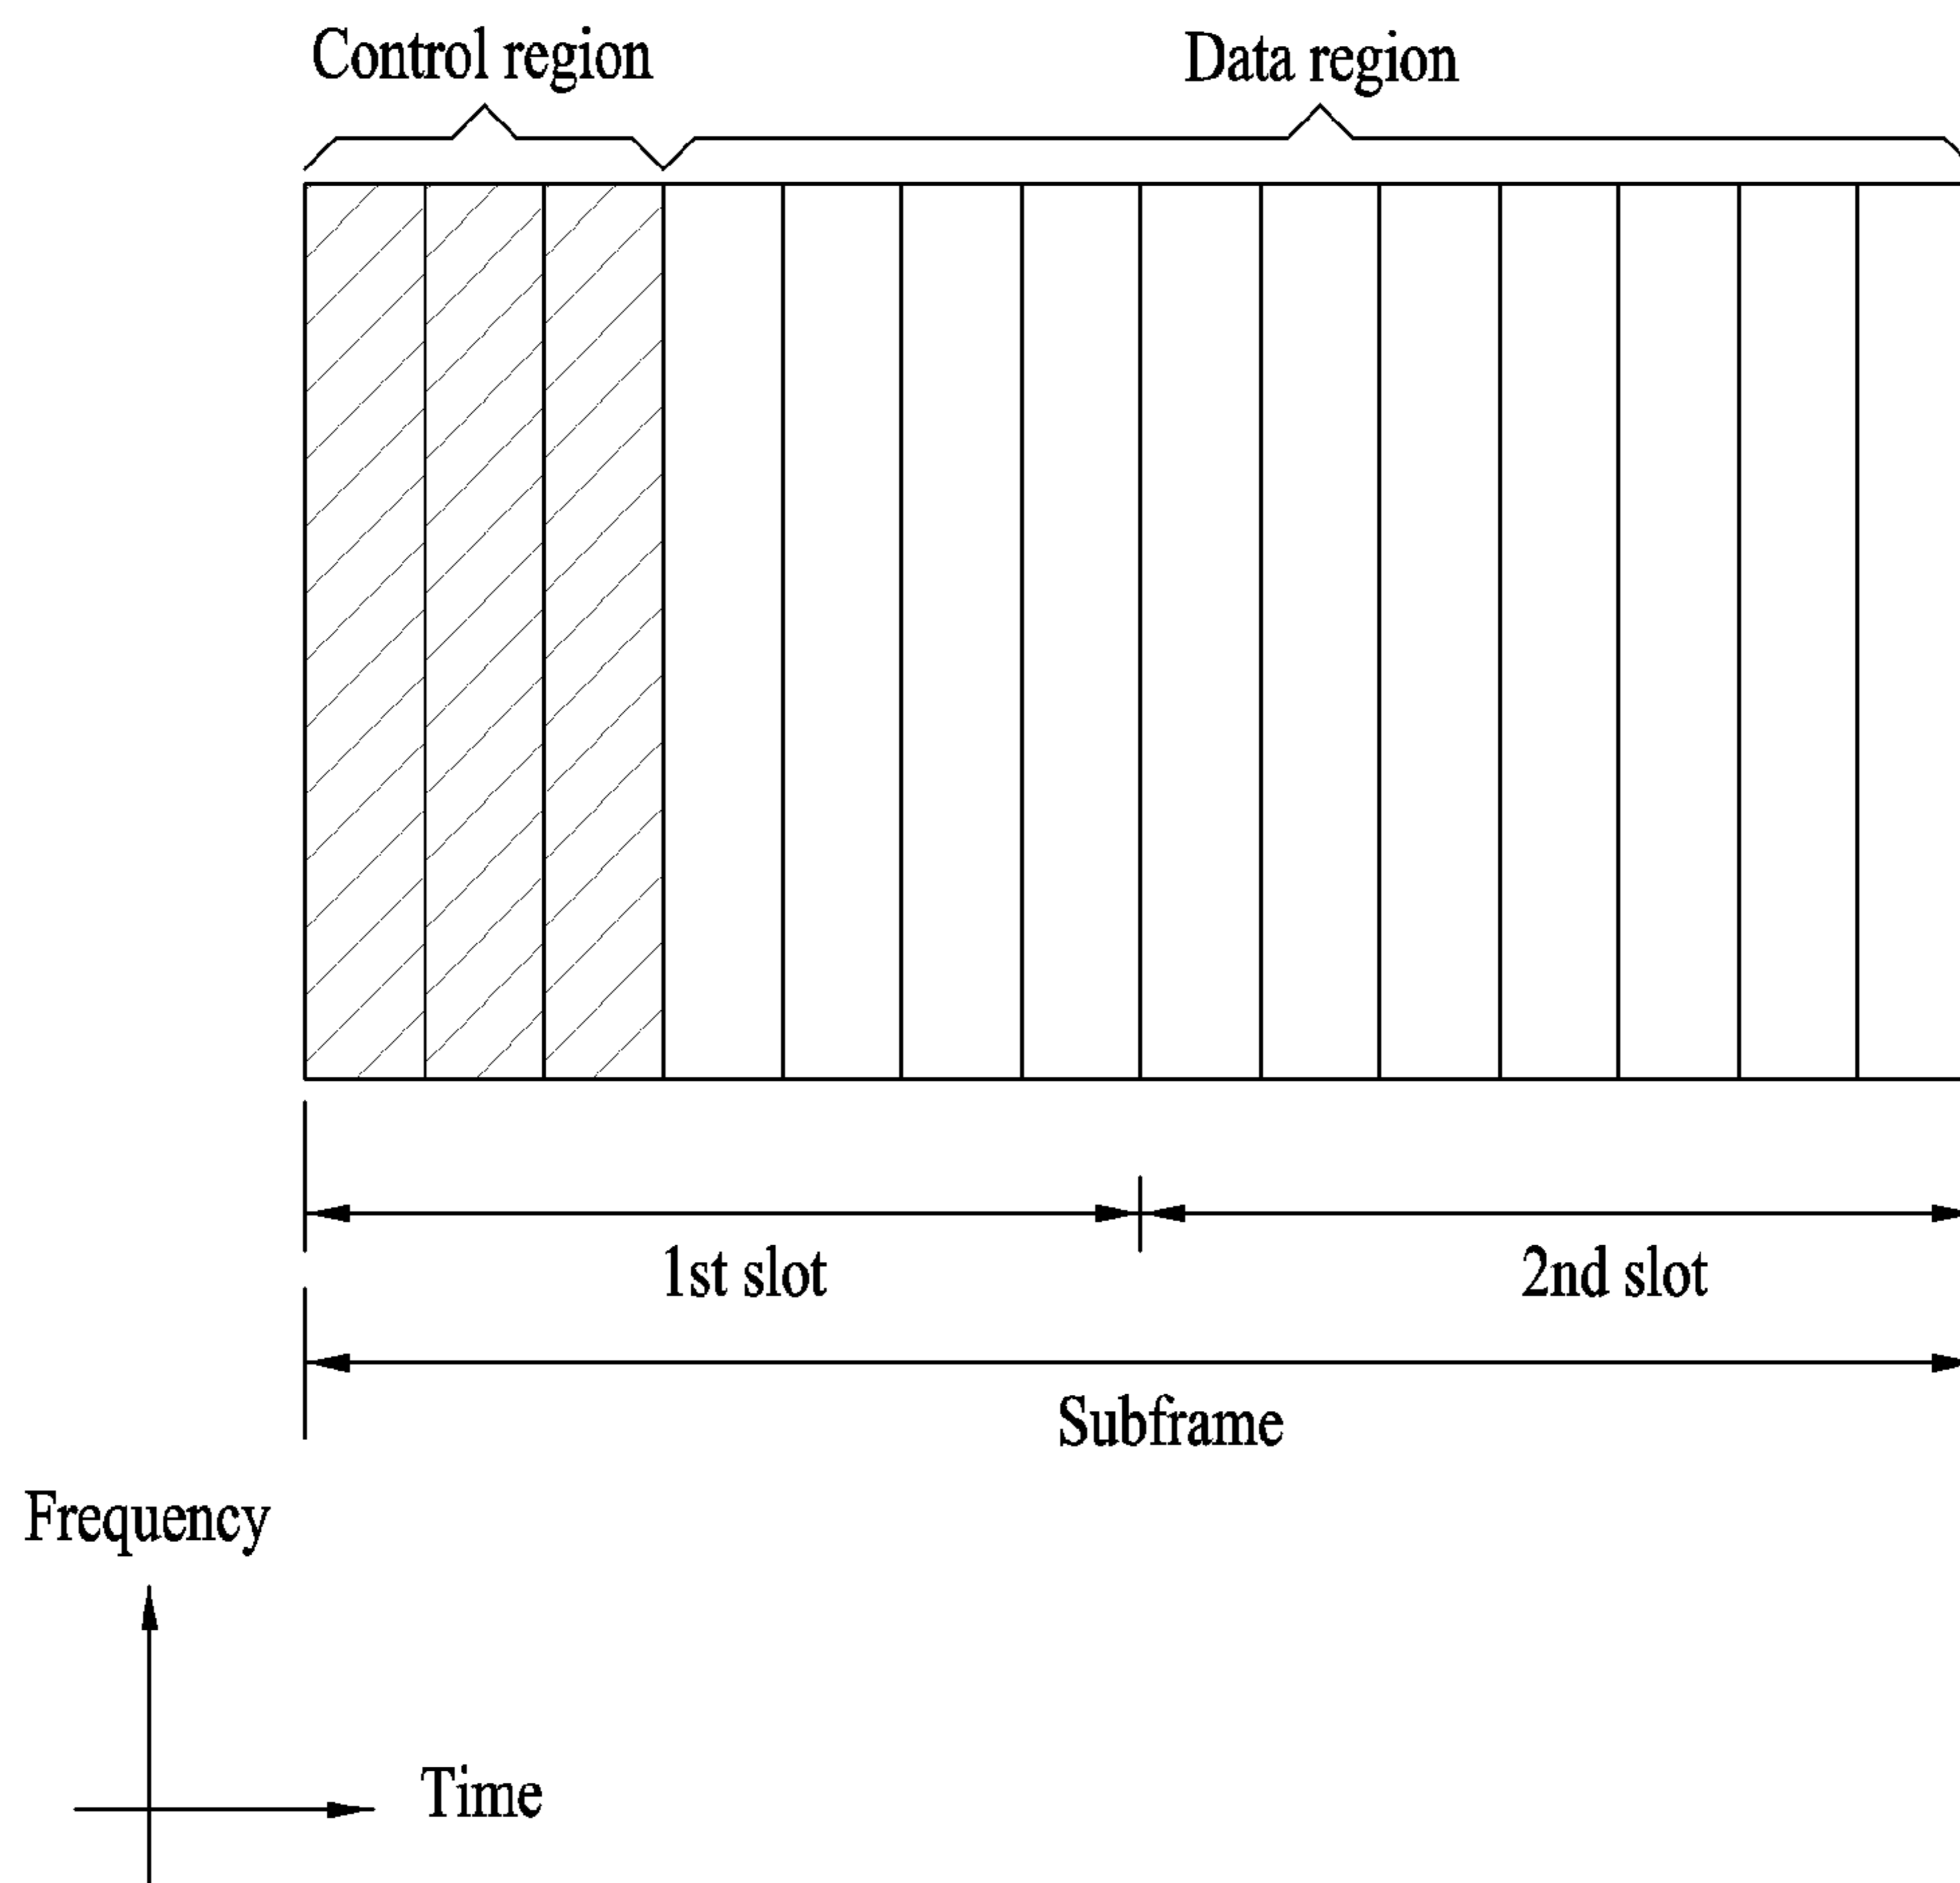 Control region
Data region
1st slot
2nd slot
Subframe
Frequency
Time